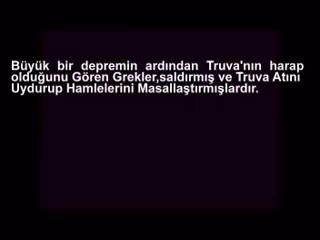 Büyük bir depremin ardından Truva'nın harap
olduğunu Gören Grekler,saldırmış ve Truva Atını
Uydurup Hamlelerini Masallaştırmışlardır.